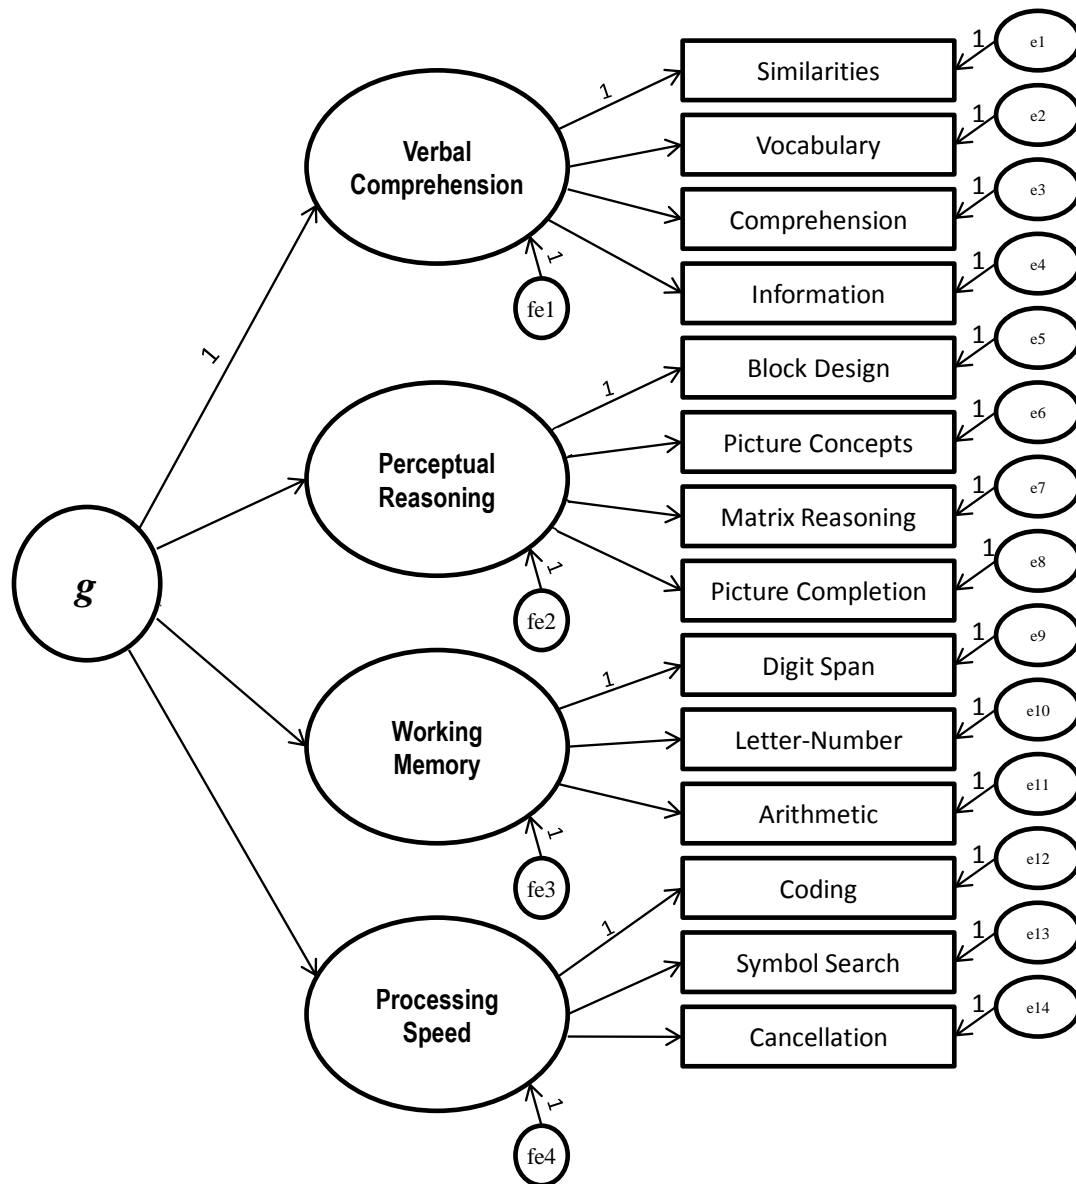 1
e1
Similarities
1
1
e2
Verbal
Comprehension
Vocabulary
1
e3
Comprehension
1
e4
Information
1
fe1
1
1
e5
Block Design
1
1
e6
Perceptual
Reasoning
Picture Concepts
1
e7
Matrix Reasoning
1
e8
Picture Completion
1
fe2
g
1
e9
Digit Span
1
1
e10
Working
Memory
Letter-Number
1
e11
Arithmetic
1
fe3
1
e12
Coding
1
1
e13
Processing
Speed
Symbol Search
1
e14
Cancellation
1
fe4